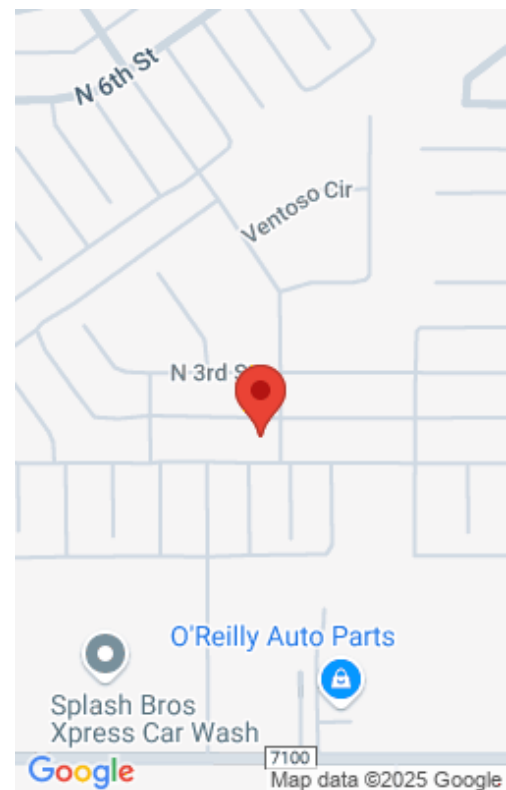 N 6th St
Ventoso Cir
N 3rd S
O'Reilly Auto Parts
Splash Bros
Xpress Car Wash
7100
Google
Map data ©2025 Google